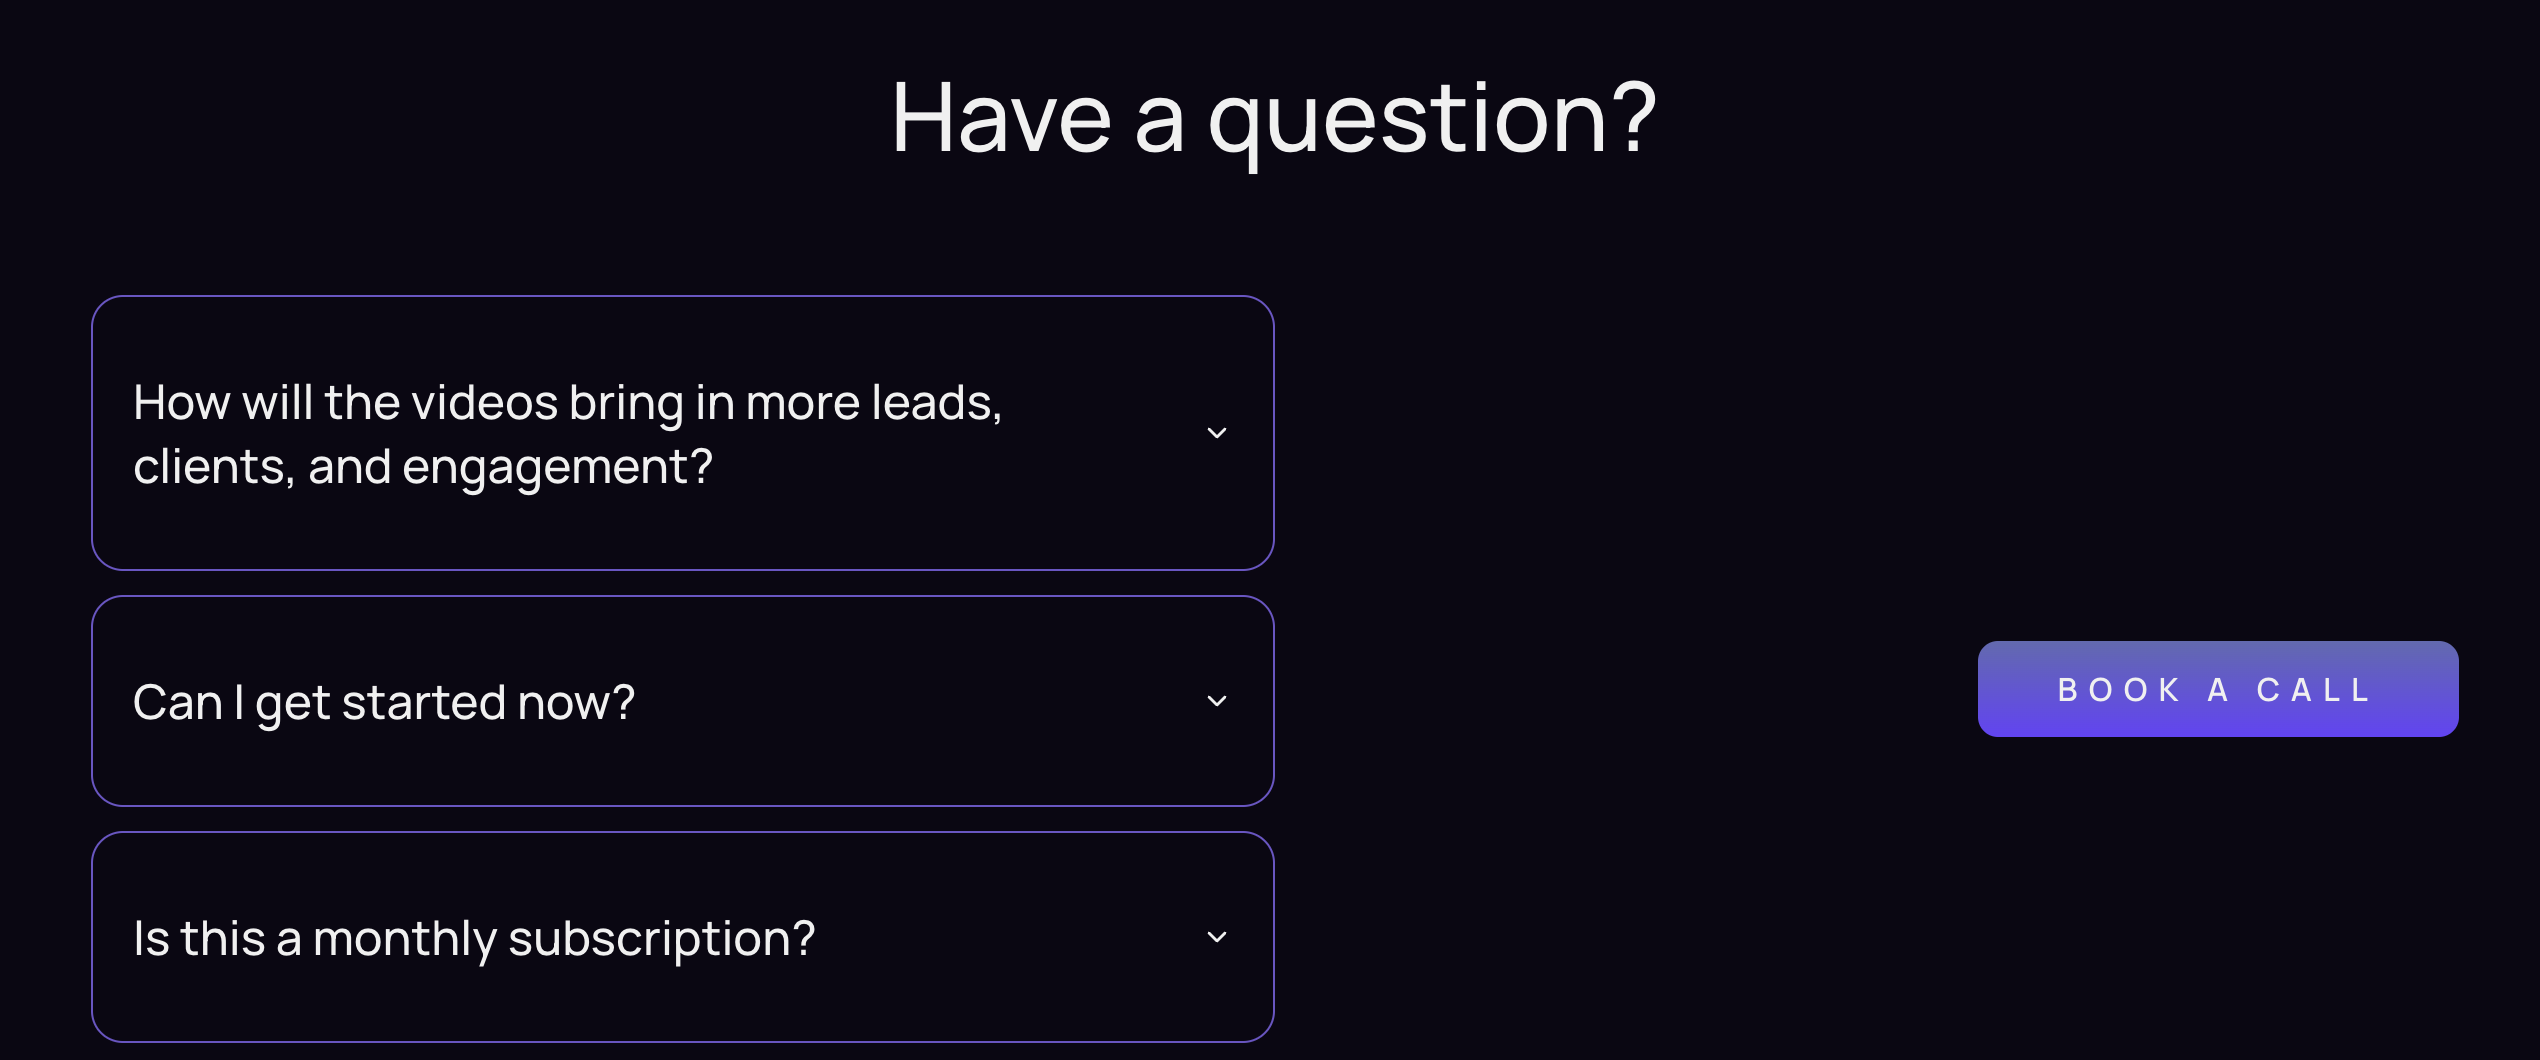 Have a question?
How will the videos bring in more leads,
clients, and engagement?
Can I get started now?
BOOK A CALL
Is this a monthly subscription?